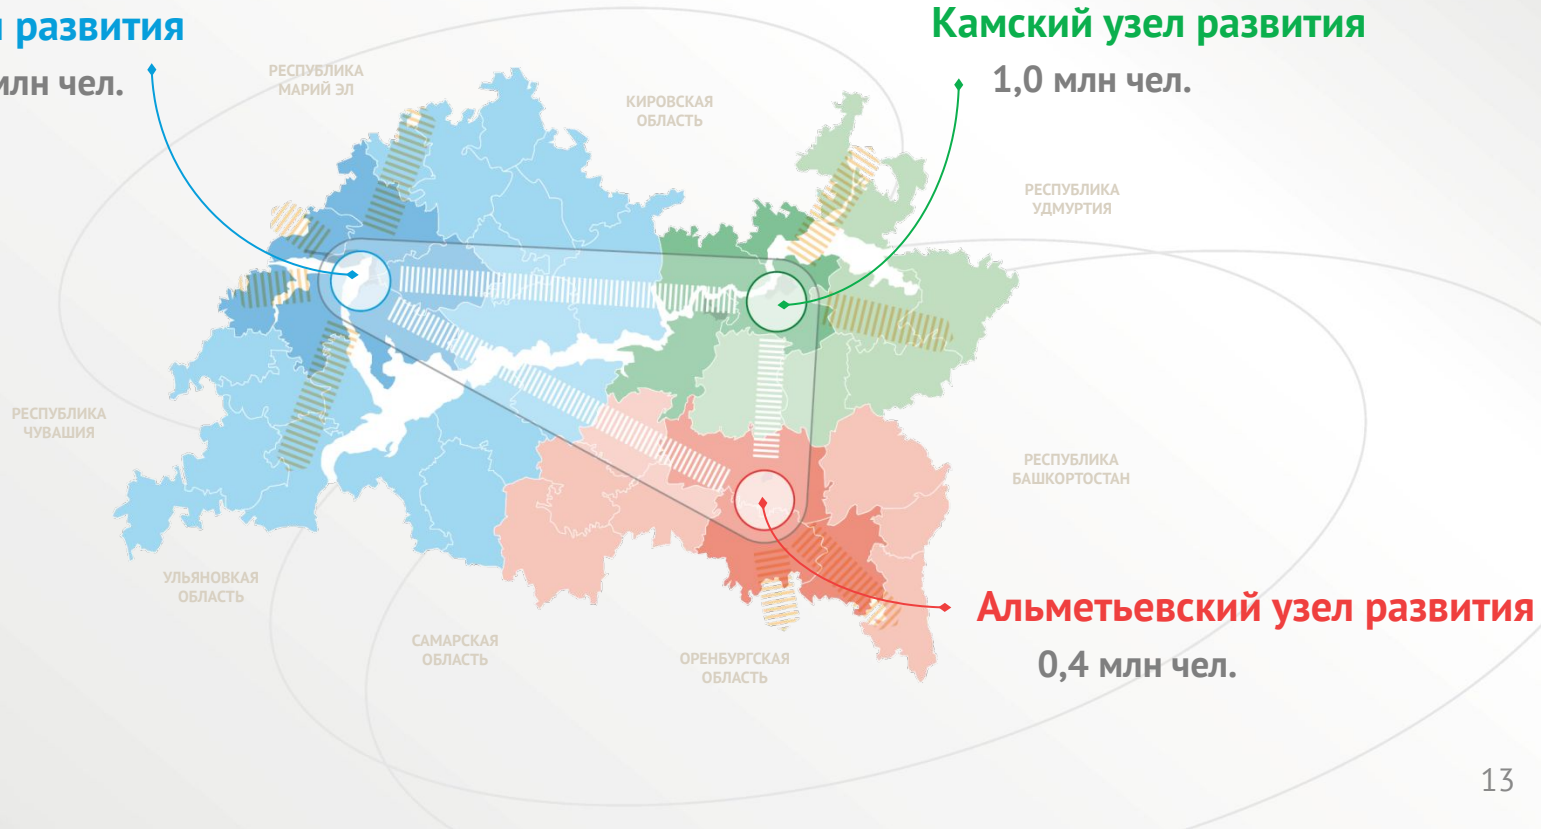 развития
млн чел.
Камский узел развития
1,0 млн чел.
РЕСПУБЛИКА
МАРИЙ ЭЛ
КИРОВСКАЯ
ОБЛАСТЬ
РЕСПУБЛИКА
УДМУРТИЯ
РЕСПУБЛИКА
ЧУВАШИЯ
РЕСПУБЛИКА
БАШКОРТОСТАН
УЛЬЯНОВКАЯ
ОБЛАСТЬ
САМАРСКАЯ
ОБЛАСТЬ
ОРЕНБУРГСКАЯ
ОБЛАСТЬ
Альметьевский узел развития
0,4 млн чел.
13